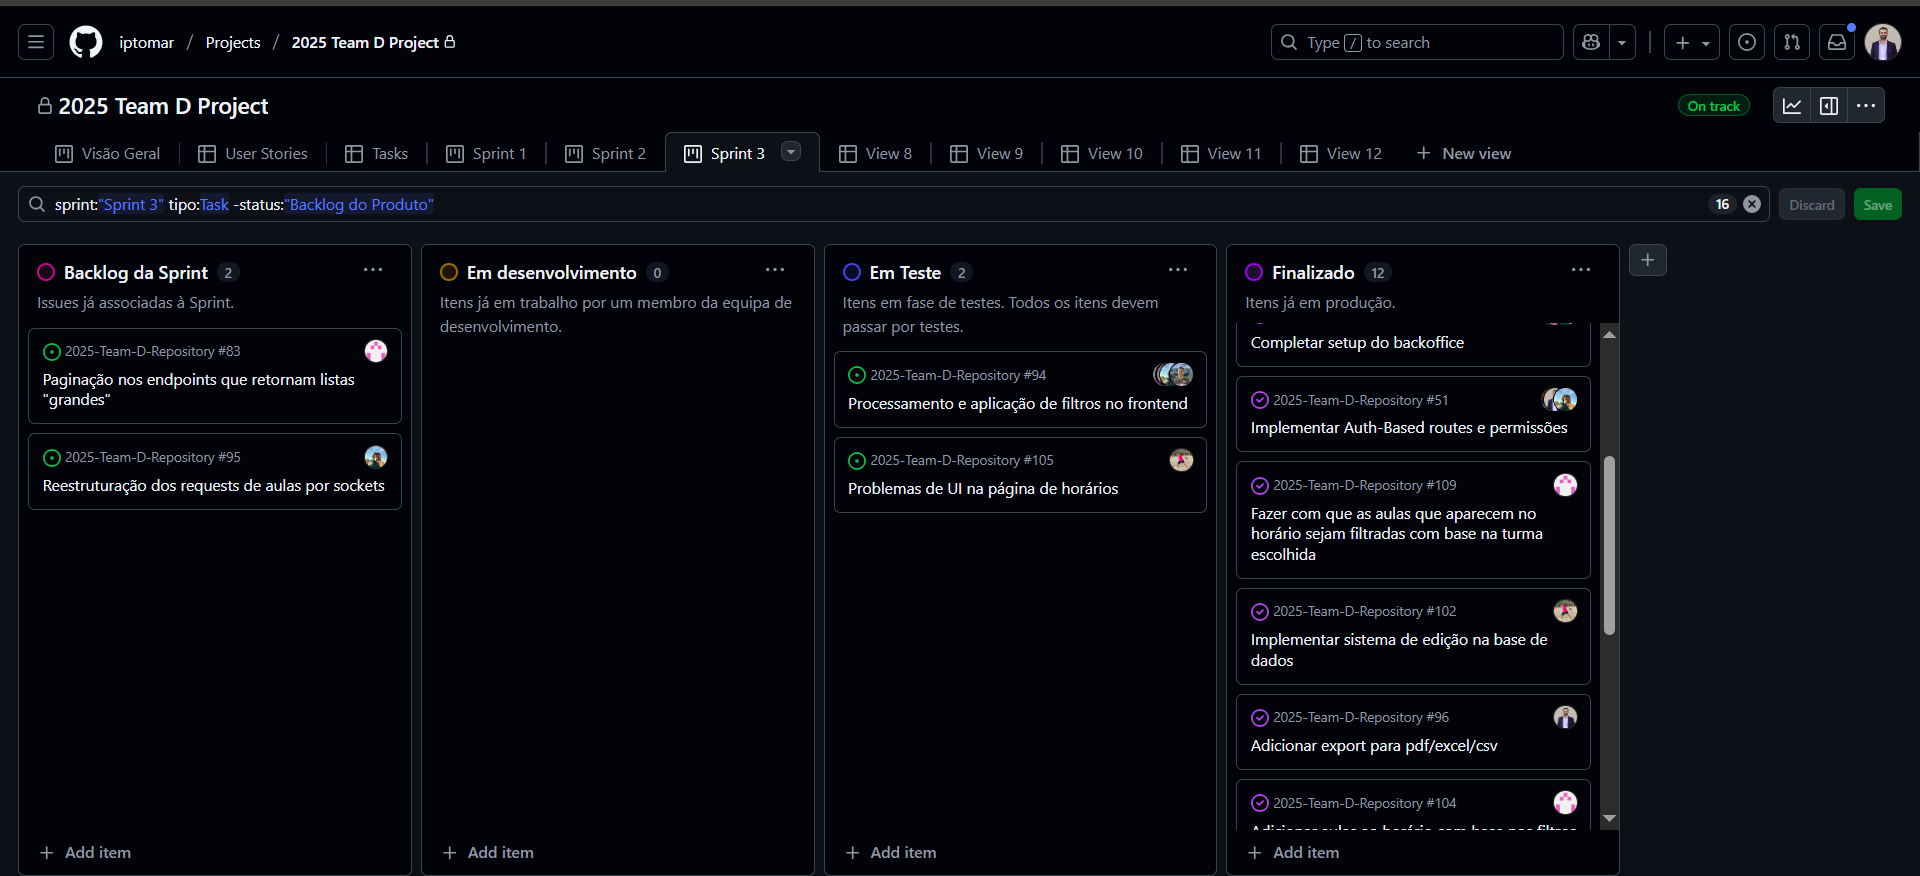 iptomar / Projects / 2025 Team D Project
Type / to search
2025 Team D Project
On track
Visão Geral
User Stories
Tasks
Sprint 1
Sprint 2
Sprint 3
View 8
View 9
View 10
View 11
View 12
New view
sprint:"Sprint 3" tipo:Task -status:"Backlog do Produto"
16
Discard
Save
Backlog da Sprint 2
Issues já associadas à Sprint.
2025-Team-D-Repository #83
Paginação nos endpoints que retornam listas
"grandes"
2025-Team-D-Repository #95
Reestruturação dos requests de aulas por sockets
Add item
Em desenvolvimento 0
Itens já em trabalho por um membro da equipa de
desenvolvimento.
Add item
Em Teste 2
Itens em fase de testes. Todos os itens devem
passar por testes.
2025-Team-D-Repository #94
Processamento e aplicação de filtros no frontend
2025-Team-D-Repository #105
Problemas de UI na página de horários
Add item
Finalizado 12
Itens já em produção.
Completar setup do backoffice
2025-Team-D-Repository #51
Implementar Auth-Based routes e permissões
2025-Team-D-Repository #109
Fazer com que as aulas que aparecem no
horário sejam filtradas com base na turma
escolhida
2025-Team-D-Repository #102
Implementar sistema de edição na base de
dados
2025-Team-D-Repository #96
Adicionar export para pdf/excel/csv
2025-Team-D-Repository #104
Adicionar aulas ao horário com base nos filtros
Add item